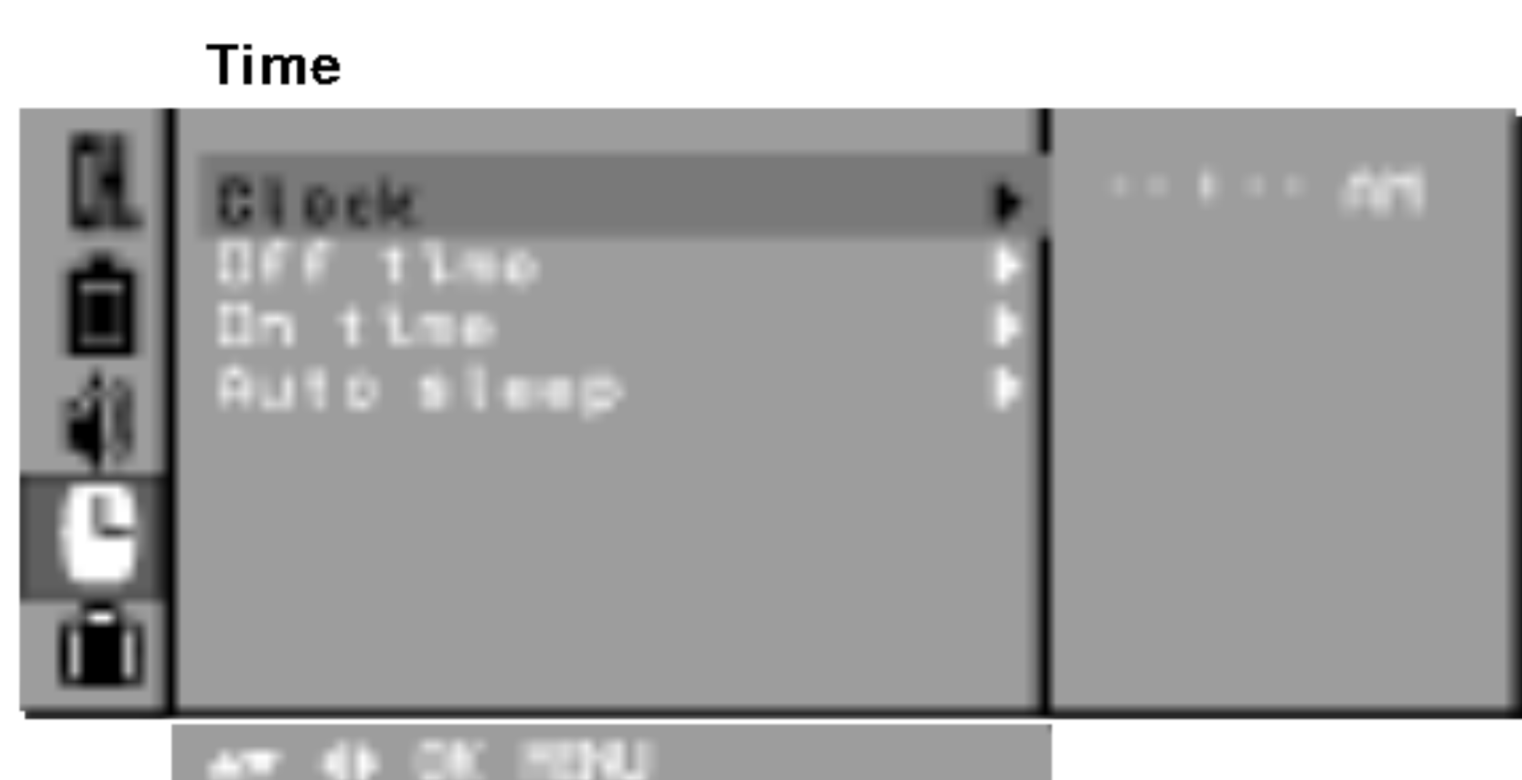 Time
Clock ▶ --:-- AM
Off time ▶
On time ▶
Auto sleep ▶
▲▼ ◀▶ OK MENU